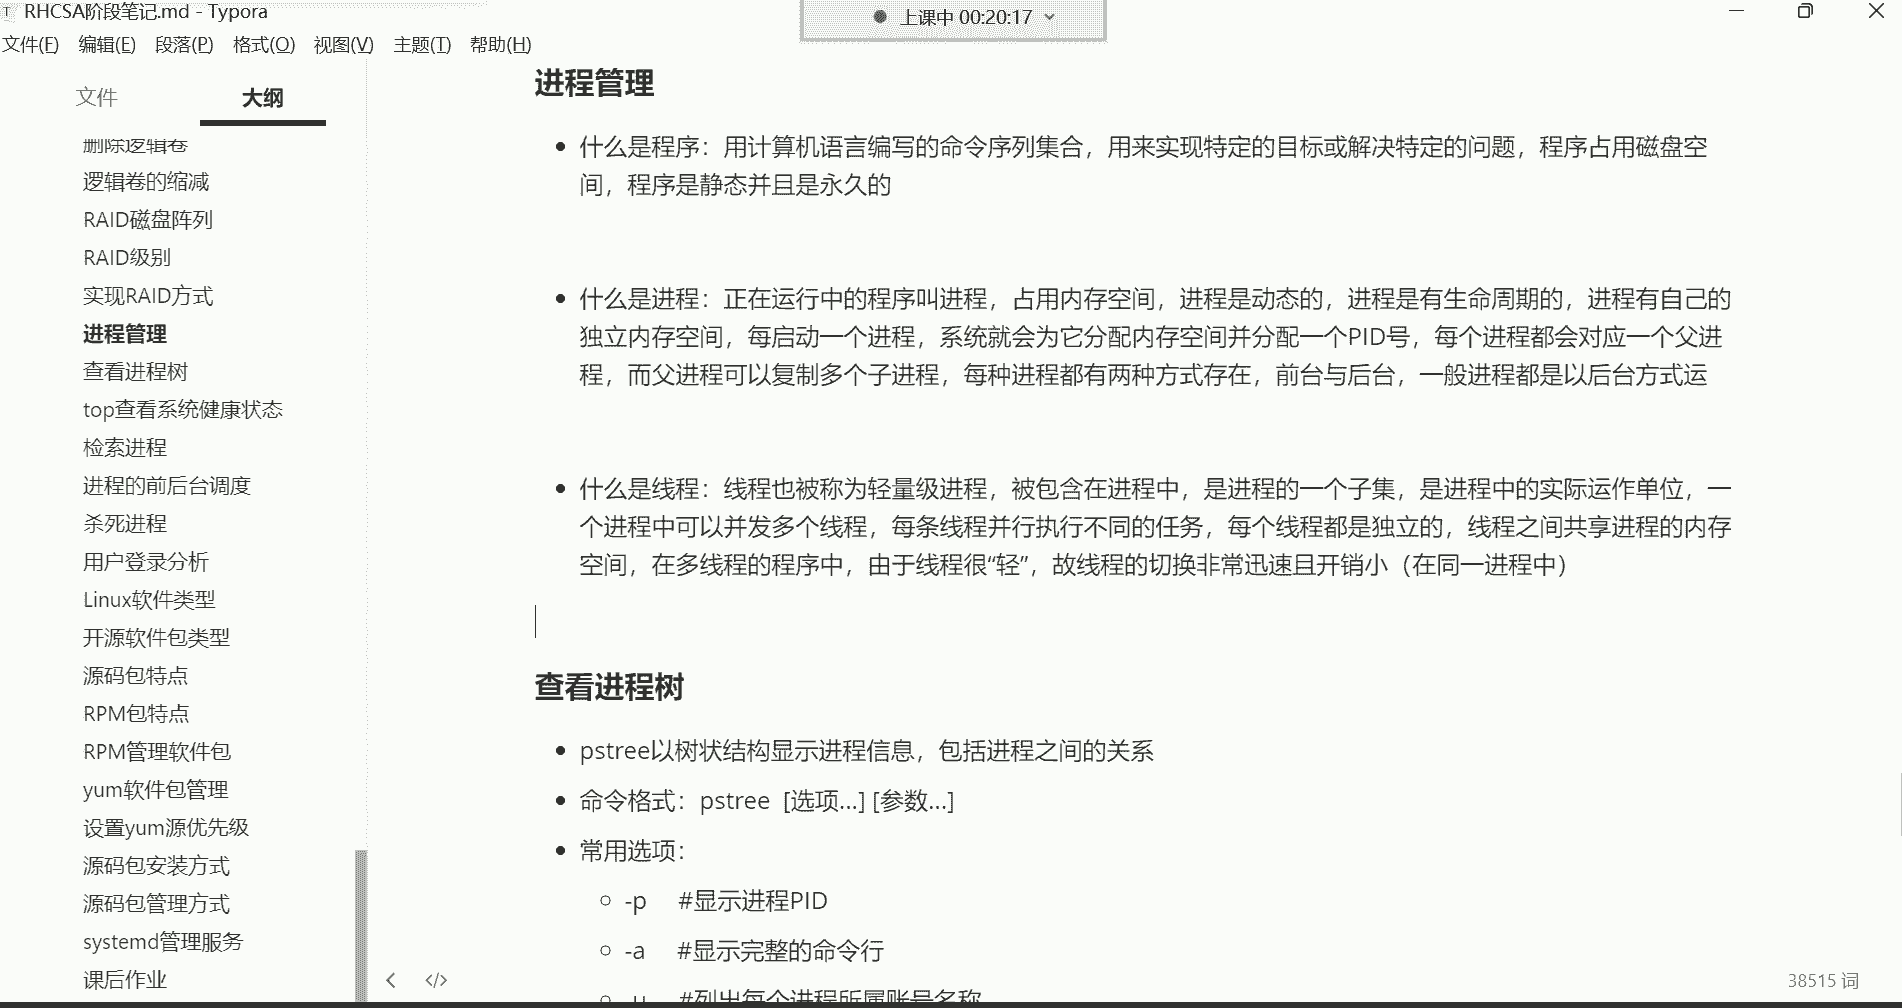 RHCSA阶段笔记.md - Typora
上课中 00:20:17
文件(F) 编辑(E) 段落(P) 格式(O) 视图(V) 主题(T) 帮助(H)
文件 大纲
删除逻辑卷
逻辑卷的缩减
RAID磁盘阵列
RAID级别
实现RAID方式
进程管理
查看进程树
top查看系统健康状态
检索进程
进程的前后台调度
杀死进程
用户登录分析
Linux软件类型
开源软件包类型
源码包特点
RPM包特点
RPM管理软件包
yum软件包管理
设置yum源优先级
源码包安装方式
源码包管理方式
systemd管理服务
课后作业
进程管理
什么是程序：用计算机语言编写的命令序列集合，用来实现特定的目标或解决特定的问题，程序占用磁盘空
间，程序是静态并且是永久的
什么是进程：正在运行中的程序叫进程，占用内存空间，进程是动态的，进程是有生命周期的，进程有自己的
独立内存空间，每启动一个进程，系统就会为它分配内存空间并分配一个PID号，每个进程都会对应一个父进
程，而父进程可以复制多个子进程，每种进程都有两种方式存在，前台与后台，一般进程都是以后台方式运
什么是线程：线程也被称为轻量级进程，被包含在进程中，是进程的一个子集，是进程中的实际运作单位，一
个进程中可以并发多个线程，每条线程并行执行不同的任务，每个线程都是独立的，线程之间共享进程的内存
空间，在多线程的程序中，由于线程很“轻”，故线程的切换非常迅速且开销小（在同一进程中）
查看进程树
pstree以树状结构显示进程信息，包括进程之间的关系
命令格式：pstree [选项...] [参数...]
常用选项：
-p #显示进程PID
-a #显示完整的命令行
-u #列出每个进程所属账号名称
38515 词